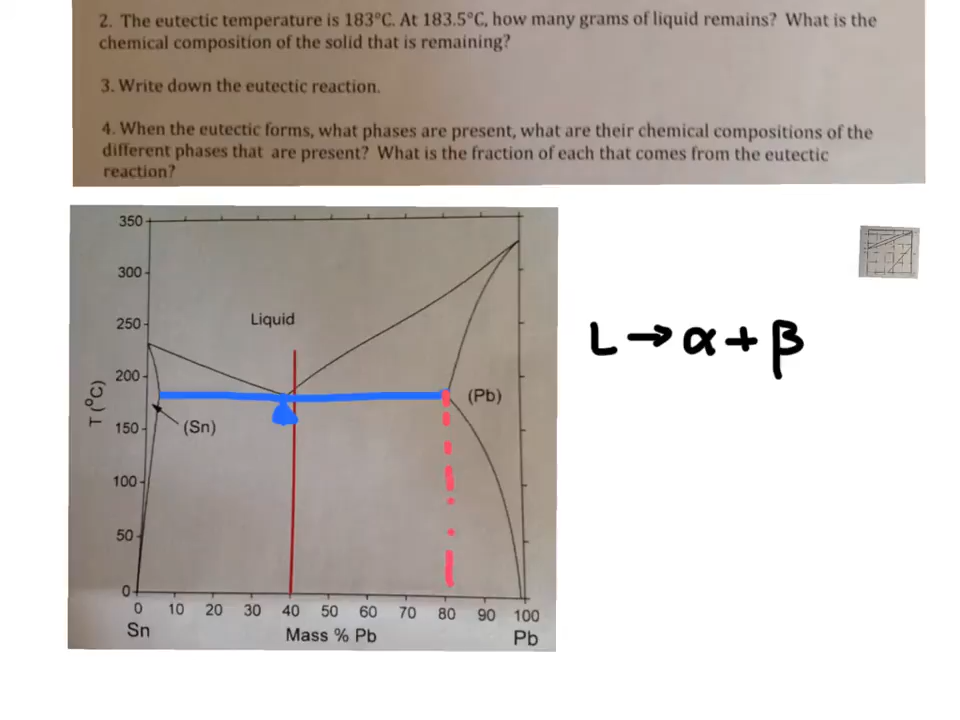 2. The eutectic temperature is 183°C. At 183.5°C, how many grams of liquid remains? What is the
chemical composition of the solid that is remaining?
3. Write down the eutectic reaction.
4. When the eutectic forms, what phases are present, what are their chemical compositions of the
different phases that are present? What is the fraction of each that comes from the eutectic
reaction?
350
300
250
200
150
100
50
0
T (°C)
Liquid
(Sn)
(Pb)
L → α + β
0 10 20 30 40 50 60 70 80 90 100
Sn Mass % Pb Pb